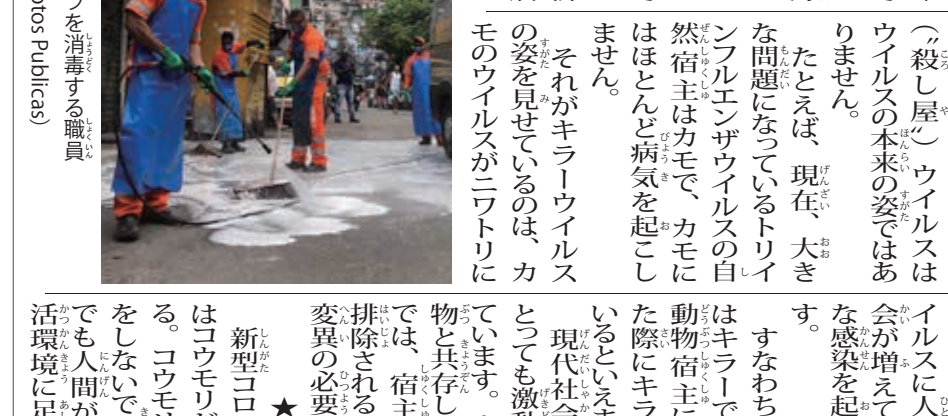 （〝殺し屋〟）ウイルスは
ウイルスの本来の姿ではあ
りません。
たとえば、現在、大き
な問題になっているトリイ
ンフルエンザウイルスの自
然宿主はカモで、カモに
はほとんど病気を起こし
ません。
それがキラーウイルス
の姿を見せているのは、カ
モのウイルスがニワトリに
を消毒する職員
otos Publicas)
イルスに人
会が増えて
な感染を起
す。
すなわち
はキラーで
動物宿主に
た際にキラ
いるといえま
現代社会
とっても激
ています。
物と共存し
では、宿主
排除される
変異の必要
★
新型コロ
はコウモリ
る。コウモ
をしないで
でも人間が
活環境に足